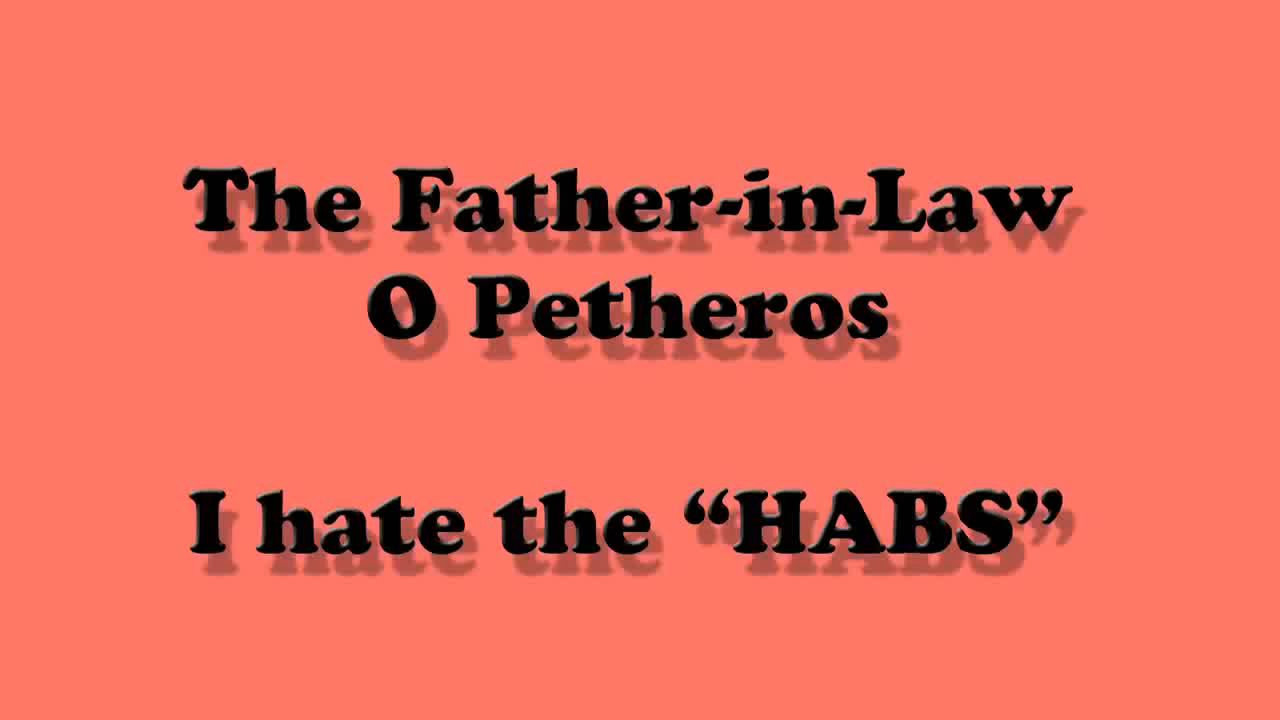 The Father-in-Law
O Petheros
I hate the “HABS”